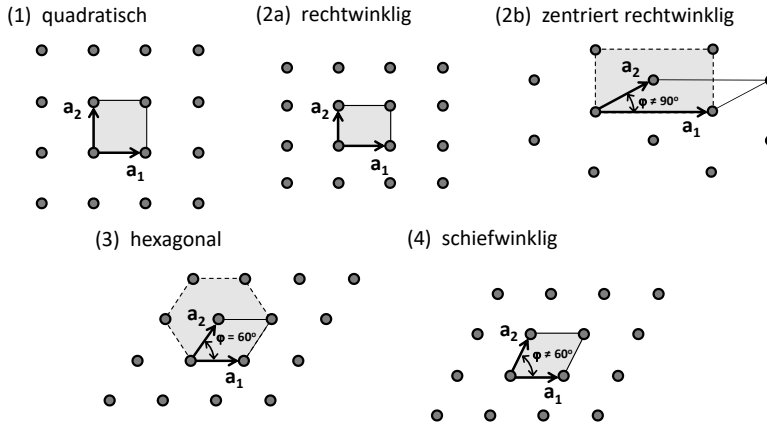 (1) quadratisch
(2a) rechtwinklig
(2b) zentriert rechtwinklig
a2
a1
a2
a1
a2
φ ≠ 90°
a1
(3) hexagonal
(4) schiefwinklig
a2
φ = 60°
a1
a2
φ ≠ 60°
a1